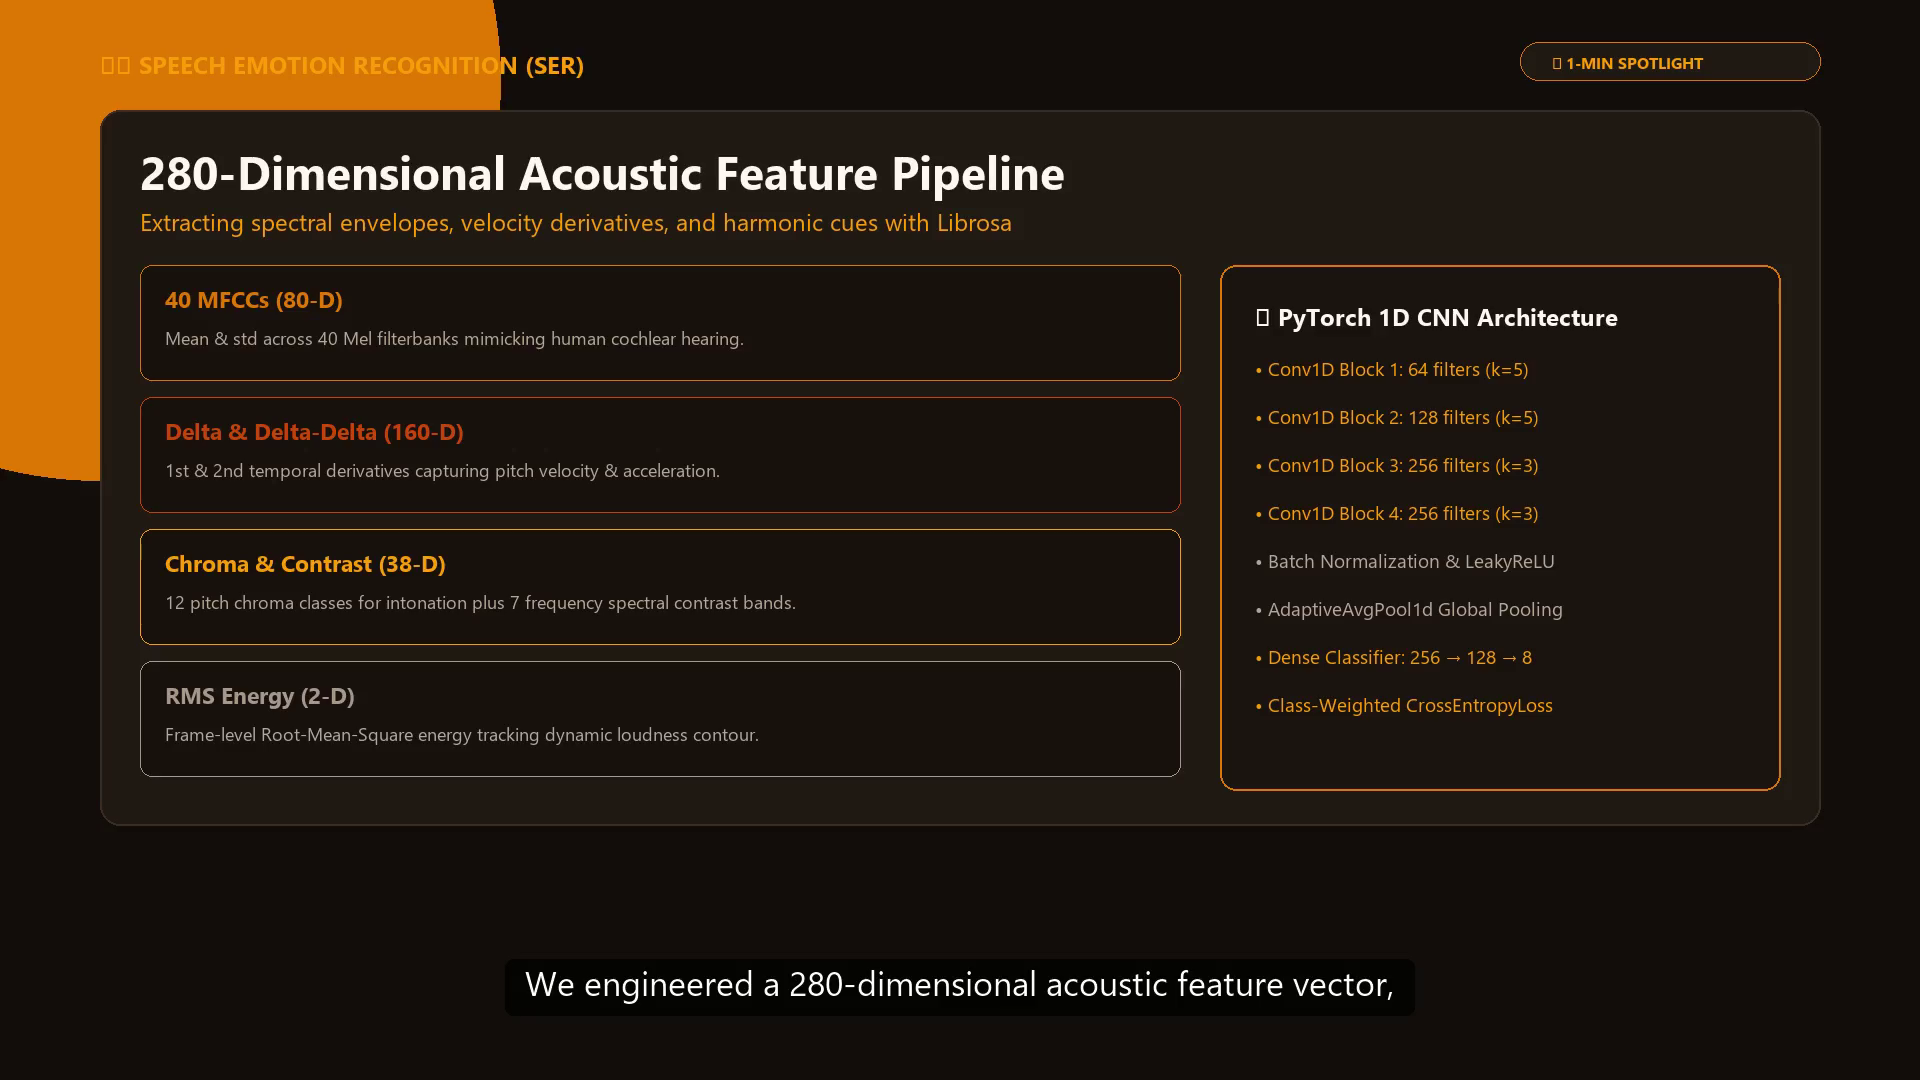 SPEECH EMOTION RECOGNITION (SER)
1-MIN SPOTLIGHT
280-Dimensional Acoustic Feature Pipeline
Extracting spectral envelopes, velocity derivatives, and harmonic cues with Librosa
40 MFCCs (80-D)
Mean & std across 40 Mel filterbanks mimicking human cochlear hearing.
Delta & Delta-Delta (160-D)
1st & 2nd temporal derivatives capturing pitch velocity & acceleration.
Chroma & Contrast (38-D)
12 pitch chroma classes for intonation plus 7 frequency spectral contrast bands.
RMS Energy (2-D)
Frame-level Root-Mean-Square energy tracking dynamic loudness contour.
PyTorch 1D CNN Architecture
• Conv1D Block 1: 64 filters (k=5)
• Conv1D Block 2: 128 filters (k=5)
• Conv1D Block 3: 256 filters (k=3)
• Conv1D Block 4: 256 filters (k=3)
• Batch Normalization & LeakyReLU
• AdaptiveAvgPool1d Global Pooling
• Dense Classifier: 256 → 128 → 8
• Class-Weighted CrossEntropyLoss
We engineered a 280-dimensional acoustic feature vector,